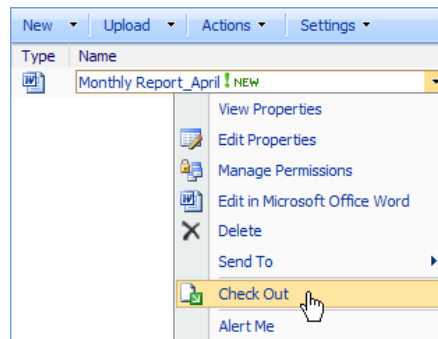 New Upload Actions Settings
Type Name
Monthly Report_April ! NEW
View Properties
Edit Properties
Manage Permissions
Edit in Microsoft Office Word
Delete
Send To
Check Out
Alert Me